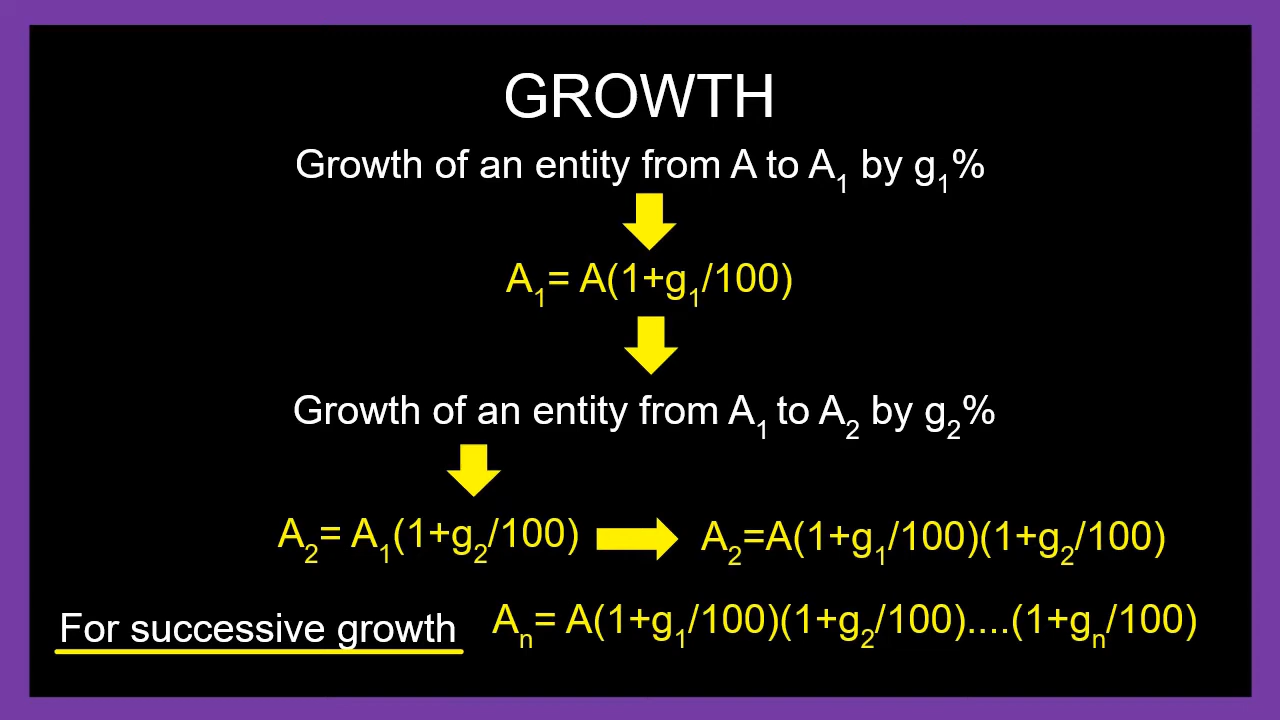 GROWTH
Growth of an entity from A to A₁ by g₁%
A₁= A(1+g₁/100)
Growth of an entity from A₁ to A₂ by g₂%
A₂= A₁(1+g₂/100) A₂=A(1+g₁/100)(1+g₂/100)
For successive growth Aₙ= A(1+g₁/100)(1+g₂/100)....(1+gₙ/100)